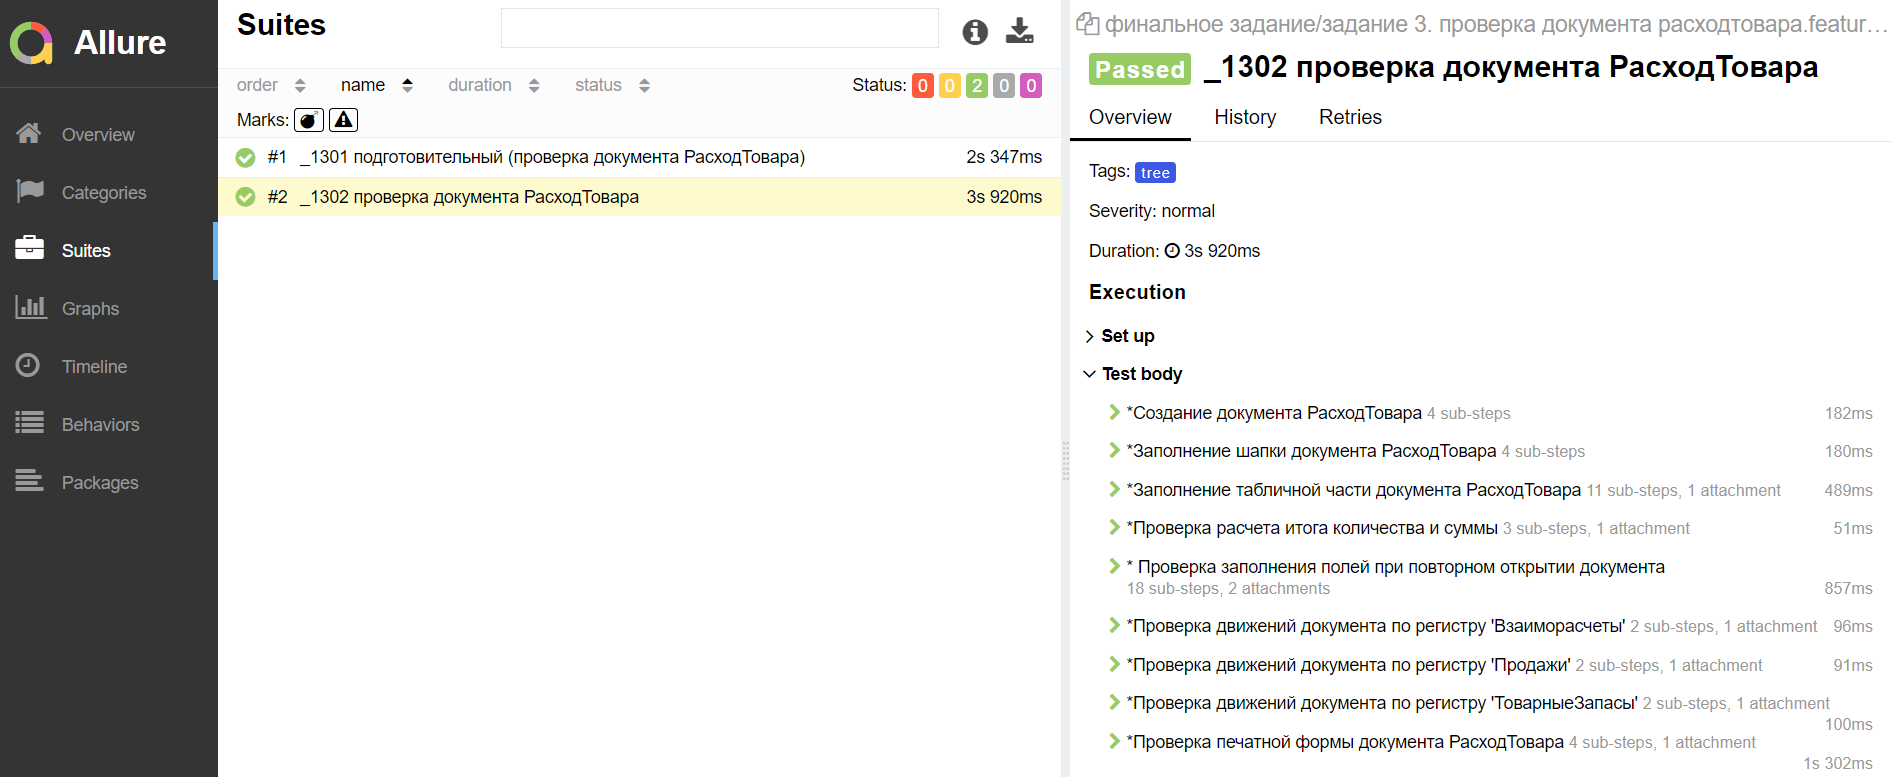 Allure
Overview
Categories
Suites
Graphs
Timeline
Behaviors
Packages
Suites
order name duration status Status: 0 0 2 0 0
Marks:
#1 _1301 подготовительный (проверка документа РасходТовара) 2s 347ms
#2 _1302 проверка документа РасходТовара 3s 920ms
финальное задание/задание 3. проверка документа расходтовара.featur…
Passed _1302 проверка документа РасходТовара
Overview History Retries
Tags: tree
Severity: normal
Duration: 3s 920ms
Execution
Set up
Test body
*Создание документа РасходТовара 4 sub-steps 182ms
*Заполнение шапки документа РасходТовара 4 sub-steps 180ms
*Заполнение табличной части документа РасходТовара 11 sub-steps, 1 attachment 489ms
*Проверка расчета итога количества и суммы 3 sub-steps, 1 attachment 51ms
* Проверка заполнения полей при повторном открытии документа
18 sub-steps, 2 attachments 857ms
*Проверка движений документа по регистру 'Взаиморасчеты' 2 sub-steps, 1 attachment 96ms
*Проверка движений документа по регистру 'Продажи' 2 sub-steps, 1 attachment 91ms
*Проверка движений документа по регистру 'ТоварныеЗапасы' 2 sub-steps, 1 attachment
100ms
*Проверка печатной формы документа РасходТовара 4 sub-steps, 1 attachment
1s 302ms